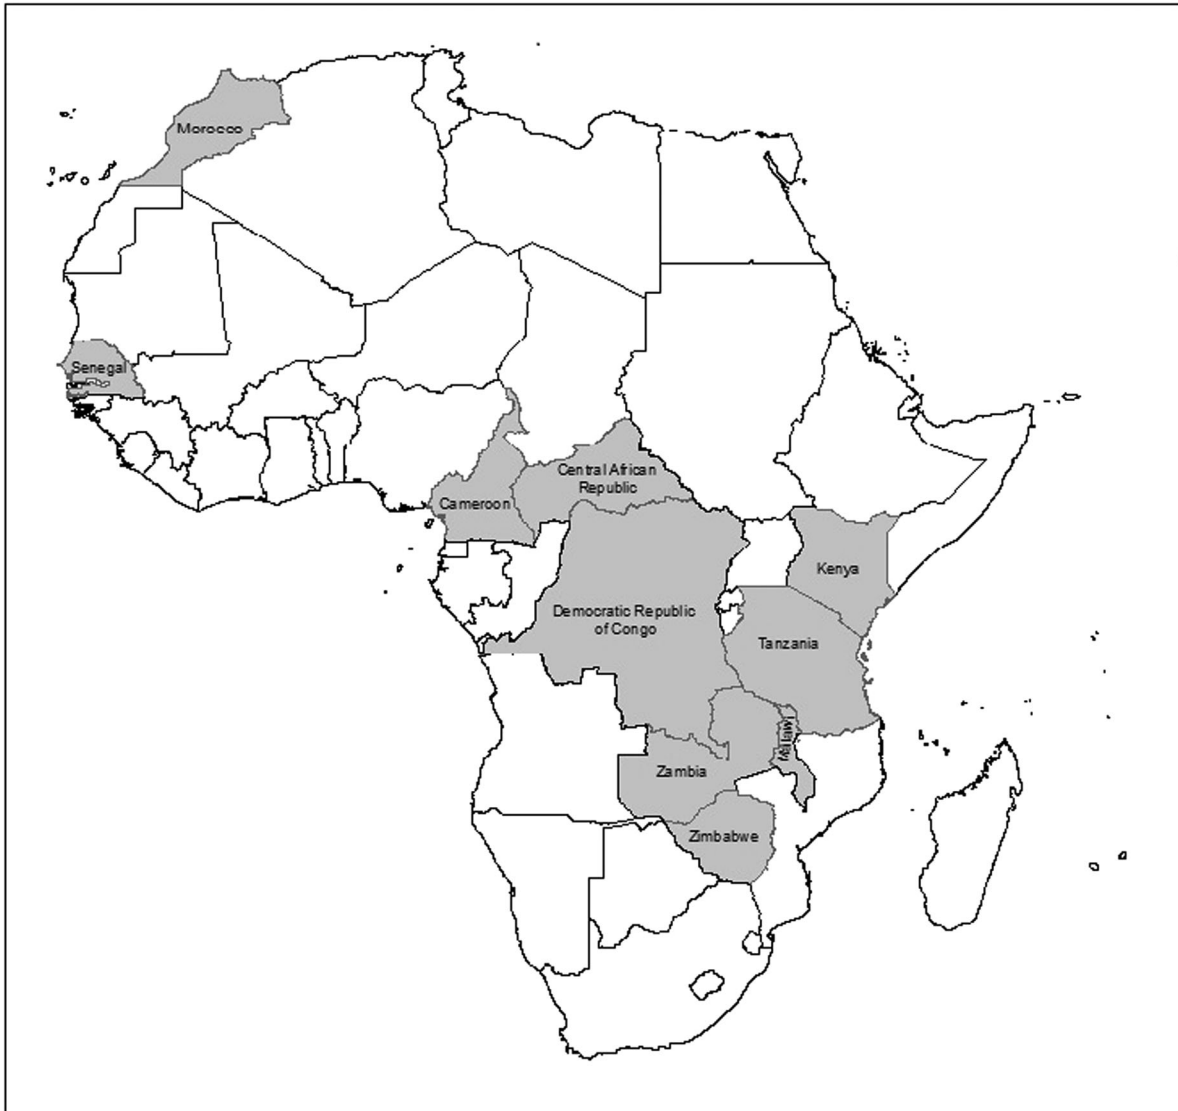 Morocco
Senegal
Central African
Republic
Cameroon
Kenya
Democratic Republic
of Congo
Tanzania
Malawi
Zambia
Zimbabwe